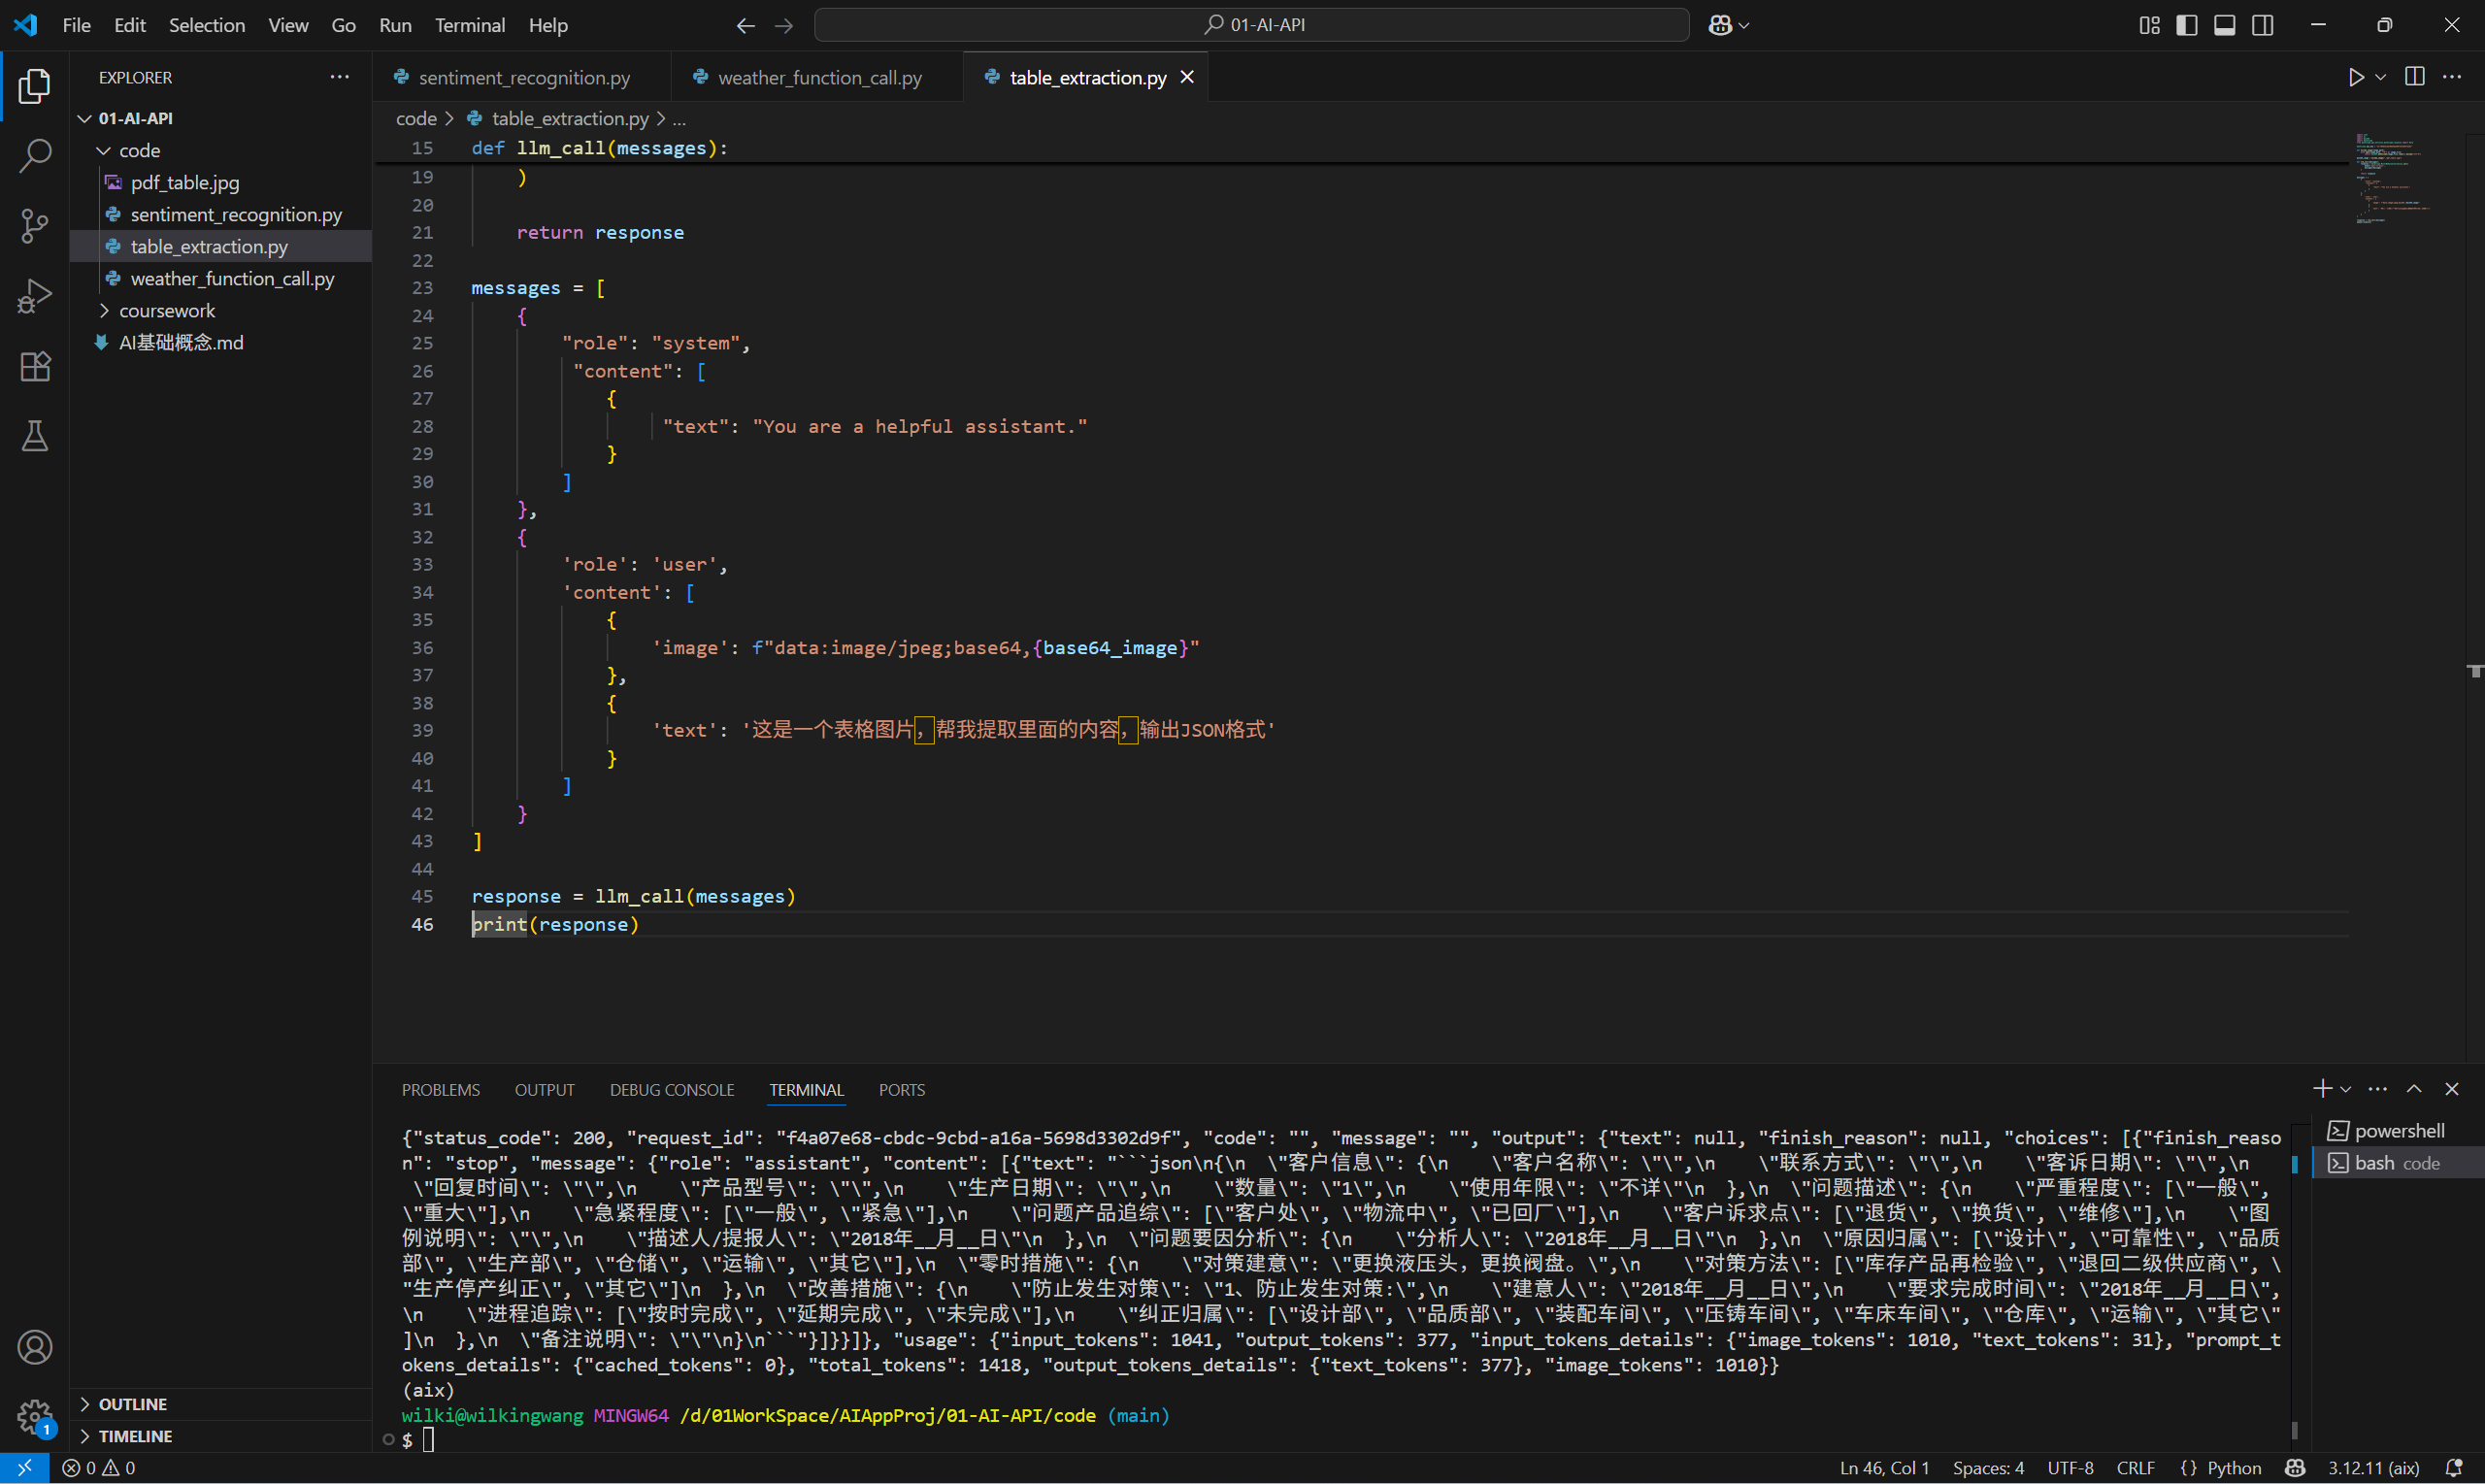 File Edit Selection View Go Run Terminal Help
01-AI-API
EXPLORER
01-AI-API
code
pdf_table.jpg
sentiment_recognition.py
table_extraction.py
weather_function_call.py
coursework
AI基础概念.md
OUTLINE
TIMELINE
sentiment_recognition.py weather_function_call.py table_extraction.py
code > table_extraction.py > ...
15 def llm_call(messages):
19 )
20
21 return response
22
23 messages = [
24 {
25 "role": "system",
26 "content": [
27 {
28 "text": "You are a helpful assistant."
29 }
30 ]
31 },
32 {
33 'role': 'user',
34 'content': [
35 {
36 'image': f"data:image/jpeg;base64,{base64_image}"
37 },
38 {
39 'text': '这是一个表格图片，帮我提取里面的内容，输出JSON格式'
40 }
41 ]
42 }
43 ]
44
45 response = llm_call(messages)
46 print(response)
PROBLEMS OUTPUT DEBUG CONSOLE TERMINAL PORTS
{"status_code": 200, "request_id": "f4a07e68-cbdc-9cbd-a16a-5698d3302d9f", "code": "", "message": "", "output": {"text": null, "finish_reason": null, "choices": [{"finish_reaso
n": "stop", "message": {"role": "assistant", "content": [{"text": "```json\n{\n  \"客户信息\": {\n    \"客户名称\": \"\",\n    \"联系方式\": \"\",\n    \"客诉日期\": \"\",\n
\"回复时间\": \"\",\n    \"产品型号\": \"\",\n    \"生产日期\": \"\",\n    \"数量\": \"1\",\n    \"使用年限\": \"不详\"\n  },\n  \"问题描述\": {\n    \"严重程度\": [\"一般\",
\"重大\"],\n    \"急紧程度\": [\"一般\", \"紧急\"],\n    \"问题产品追综\": [\"客户处\", \"物流中\", \"已回厂\"],\n    \"客户诉求点\": [\"退货\", \"换货\", \"维修\"],\n    \"图
例说明\": \"\",\n    \"描述人/提报人\": \"2018年__月__日\"\n  },\n  \"问题要因分析\": {\n    \"分析人\": \"2018年__月__日\"\n  },\n  \"原因归属\": [\"设计\", \"可靠性\", \"品质
部\", \"生产部\", \"仓储\", \"运输\", \"其它\"],\n  \"零时措施\": {\n    \"对策建意\": \"更换液压头，更换阀盘。\",\n    \"对策方法\": [\"库存产品再检验\", \"退回二级供应商\", \
"生产停产纠正\", \"其它\"]\n  },\n  \"改善措施\": {\n    \"防止发生对策\": \"1、防止发生对策:\",\n    \"建意人\": \"2018年__月__日\",\n    \"要求完成时间\": \"2018年__月__日\",
\n    \"进程追踪\": [\"按时完成\", \"延期完成\", \"未完成\"],\n    \"纠正归属\": [\"设计部\", \"品质部\", \"装配车间\", \"压铸车间\", \"车床车间\", \"仓库\", \"运输\", \"其它\"
]\n  },\n  \"备注说明\": \"\"\n}\n```"}]}}]}, "usage": {"input_tokens": 1041, "output_tokens": 377, "input_tokens_details": {"image_tokens": 1010, "text_tokens": 31}, "prompt_t
okens_details": {"cached_tokens": 0}, "total_tokens": 1418, "output_tokens_details": {"text_tokens": 377}, "image_tokens": 1010}}
(aix)
wilki@wilkingwang MINGW64 /d/01WorkSpace/AIAppProj/01-AI-API/code (main)
$
powershell
bash code
1
0 0
Ln 46, Col 1 Spaces: 4 UTF-8 CRLF {} Python 3.12.11 (aix)